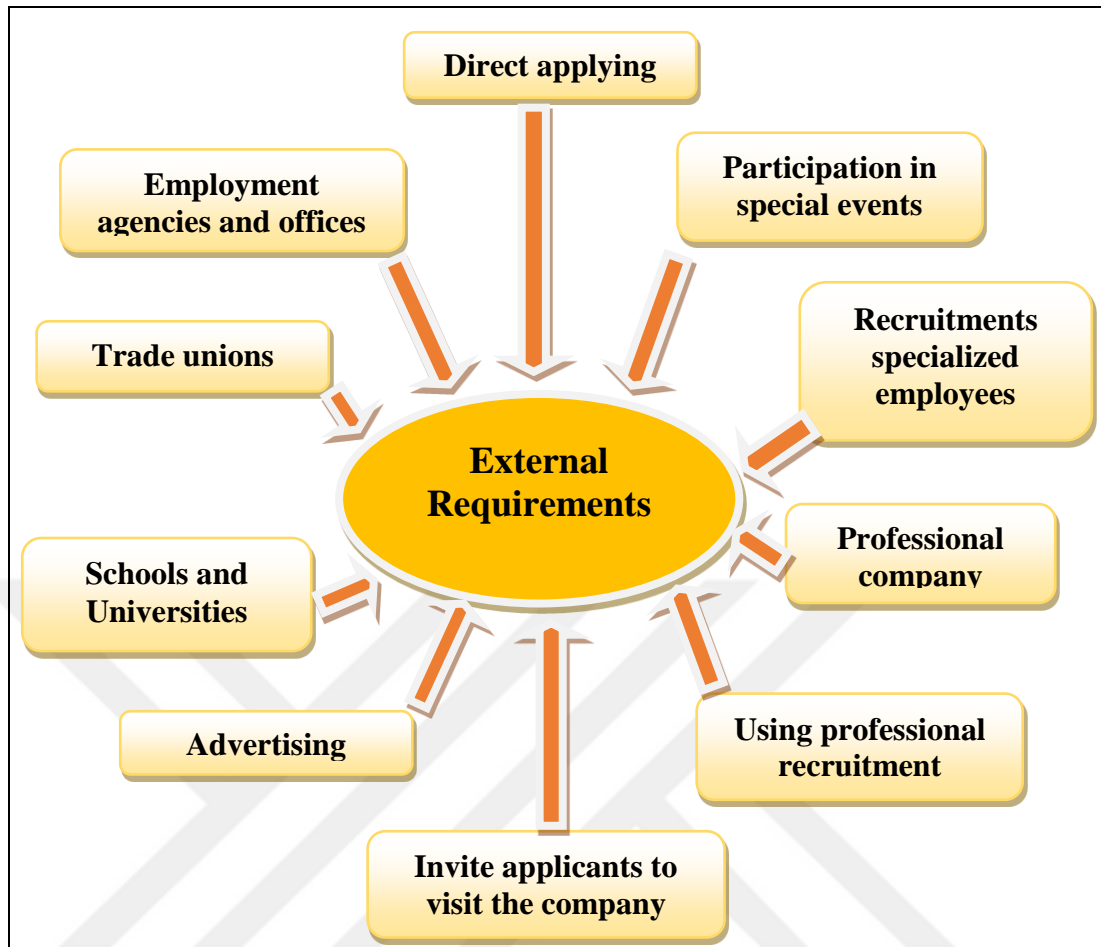 Direct applying
Employment
agencies and offices
Participation in
special events
Trade unions
Recruitments
specialized
employees
External
Requirements
Professional
company
Schools and
Universities
Advertising
Using professional
recruitment
Invite applicants to
visit the company